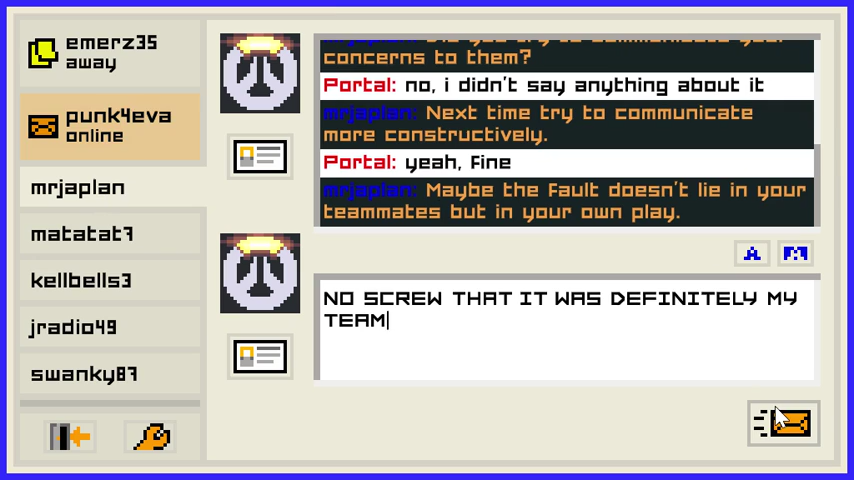 emerz35
away
punk4eva
online
mrjaplan
matatat7
kellbells3
jradio49
swanky87
concerns to them?
Portal: no, i didn't say anything about it
mrjaplan: Next time try to communicate
more constructively.
Portal: yeah, Fine
mrjaplan: Maybe the Fault doesn't lie in your
teammates but in your own play.
A
NO SCREW THAT IT WAS DEFINITELY MY
TEAM